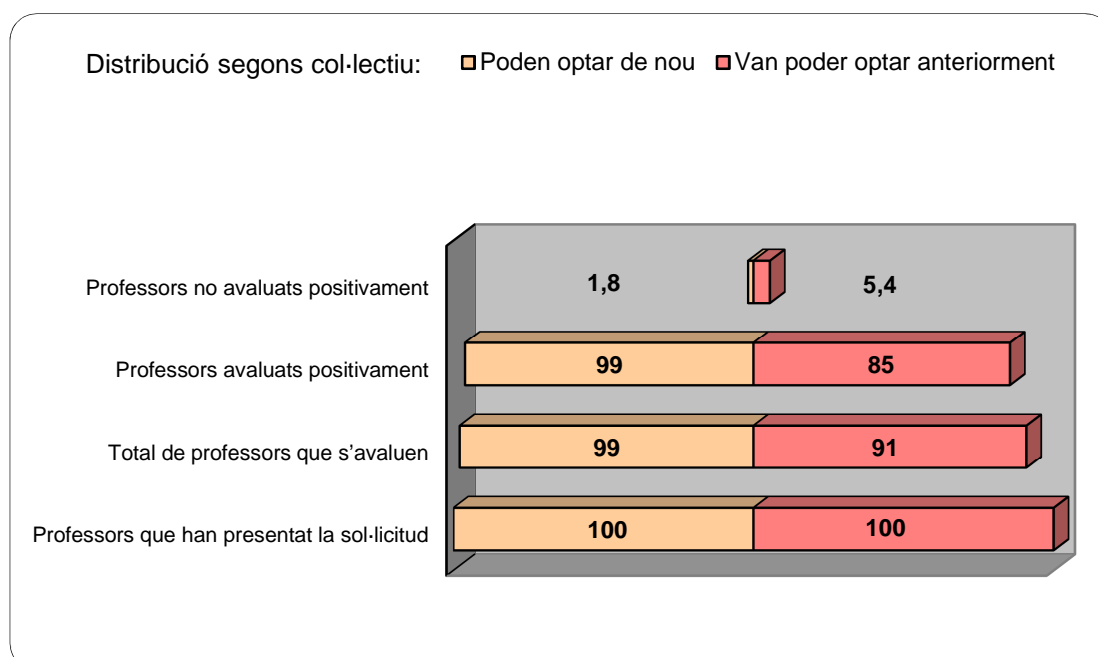 Distribució segons col·lectiu: Poden optar de nou Van poder optar anteriorment
Professors no avaluats positivament 1,8 5,4
Professors avaluats positivament 99 85
Total de professors que s’avaluen 99 91
Professors que han presentat la sol·licitud 100 100